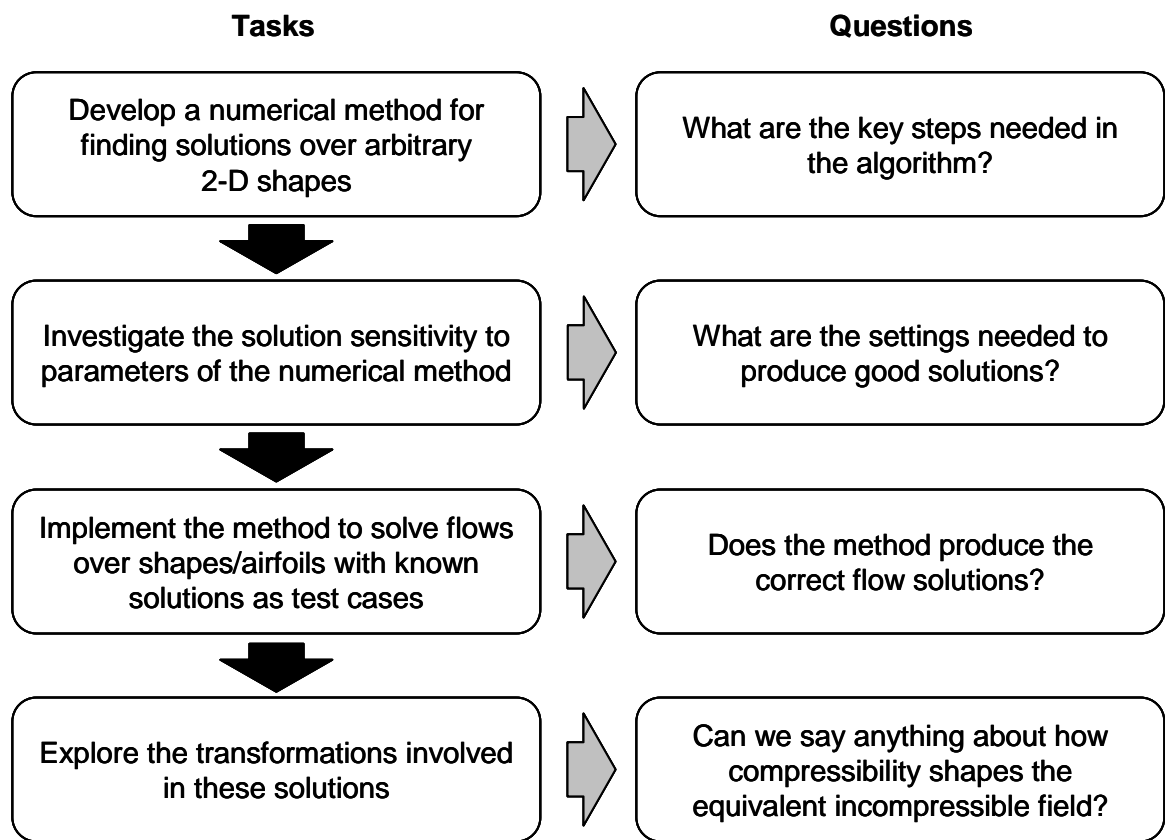 Tasks
Questions
Develop a numerical method for
finding solutions over arbitrary
2-D shapes
What are the key steps needed in
the algorithm?
Investigate the solution sensitivity to
parameters of the numerical method
What are the settings needed to
produce good solutions?
Implement the method to solve flows
over shapes/airfoils with known
solutions as test cases
Does the method produce the
correct flow solutions?
Explore the transformations involved
in these solutions
Can we say anything about how
compressibility shapes the
equivalent incompressible field?